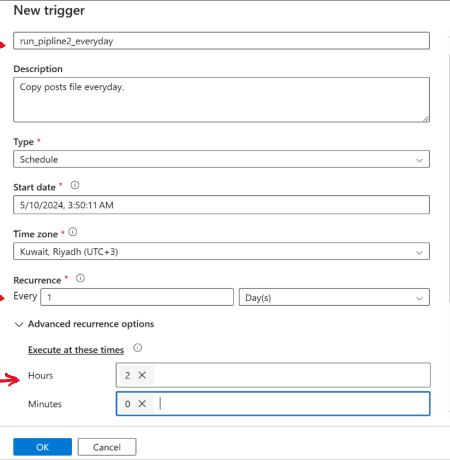 New trigger
run_pipline2_everyday
Description
Copy posts file everyday.
Type *
Schedule
Start date *
5/10/2024, 3:50:11 AM
Time zone *
Kuwait, Riyadh (UTC+3)
Recurrence *
Every 1 Day(s)
Advanced recurrence options
Execute at these times
Hours 2
Minutes 0
OK Cancel